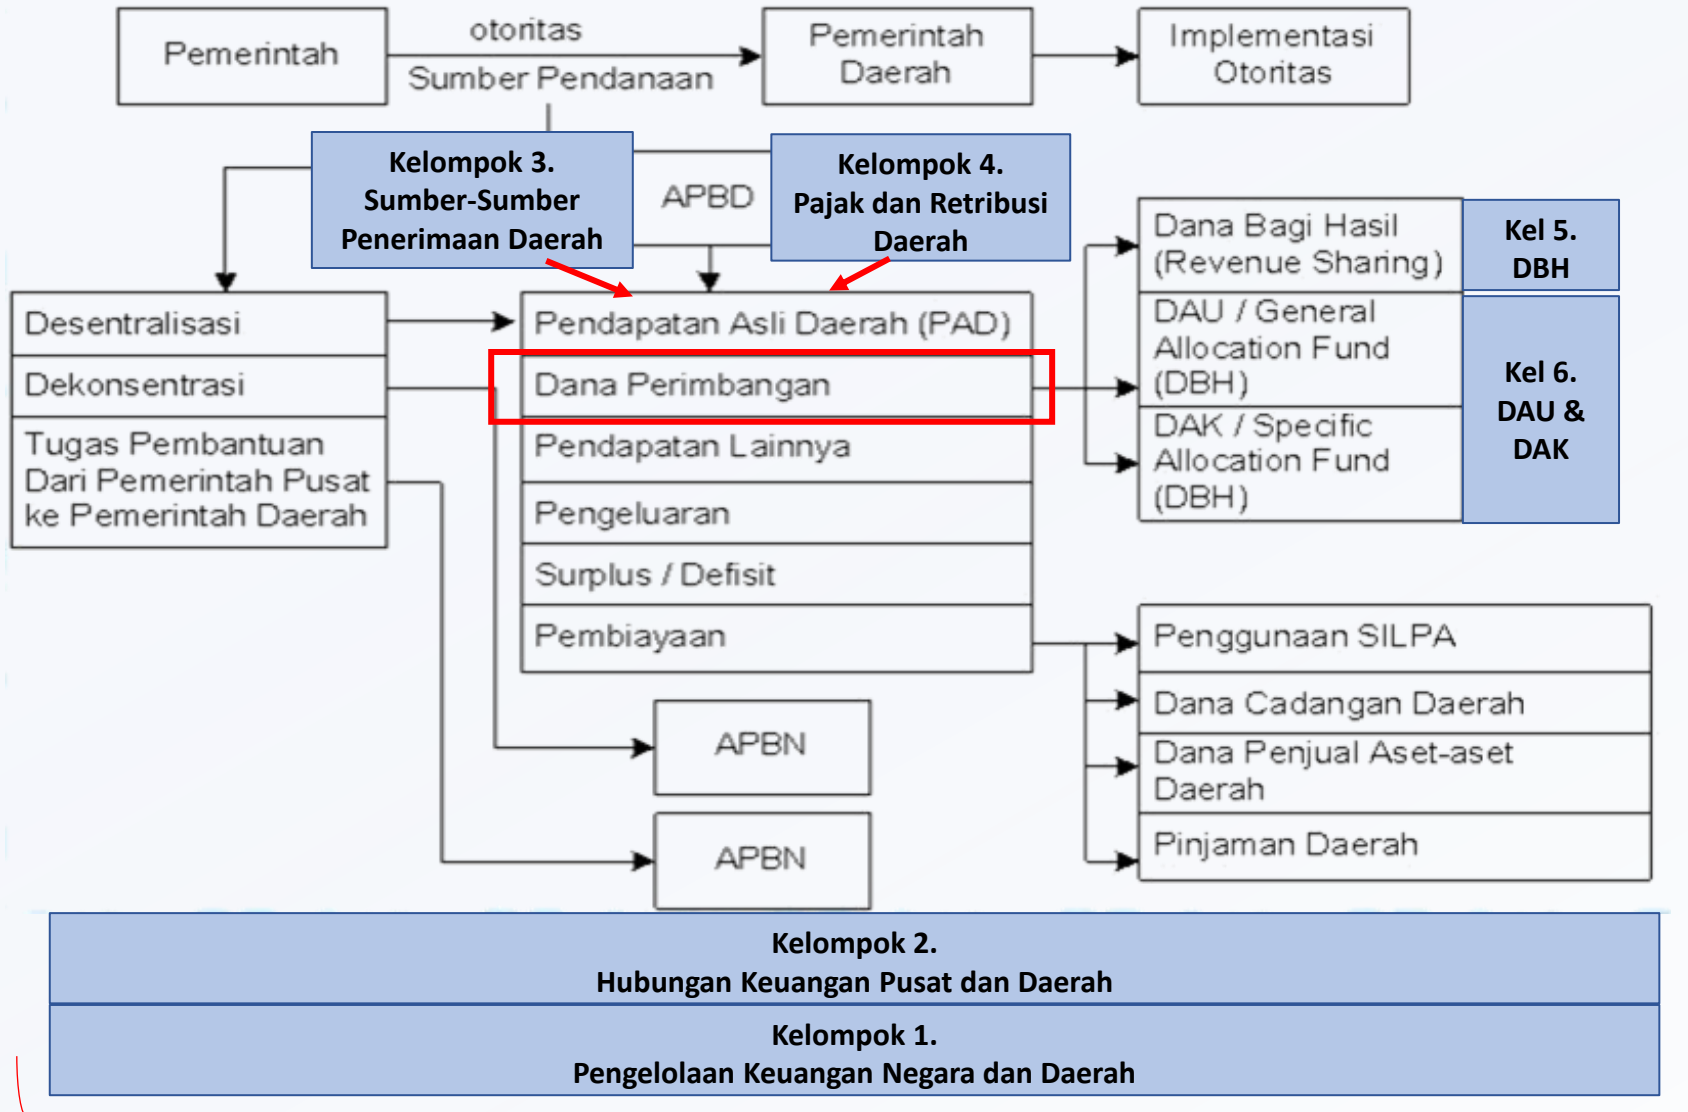 Pemerintah
otoritas
Sumber Pendanaan
Pemerintah
Daerah
Implementasi
Otoritas
Kelompok 3.
Sumber-Sumber
Penerimaan Daerah
APBD
Kelompok 4.
Pajak dan Retribusi
Daerah
Desentralisasi
Dekonsentrasi
Tugas Pembantuan
Dari Pemerintah Pusat
ke Pemerintah Daerah
Pendapatan Asli Daerah (PAD)
Dana Perimbangan
Pendapatan Lainnya
Pengeluaran
Surplus / Defisit
Pembiayaan
Dana Bagi Hasil
(Revenue Sharing)
DAU / General
Allocation Fund
(DBH)
DAK / Specific
Allocation Fund
(DBH)
Kel 5.
DBH
Kel 6.
DAU &
DAK
Penggunaan SILPA
Dana Cadangan Daerah
Dana Penjual Aset-aset
Daerah
Pinjaman Daerah
APBN
APBN
Kelompok 2.
Hubungan Keuangan Pusat dan Daerah
Kelompok 1.
Pengelolaan Keuangan Negara dan Daerah